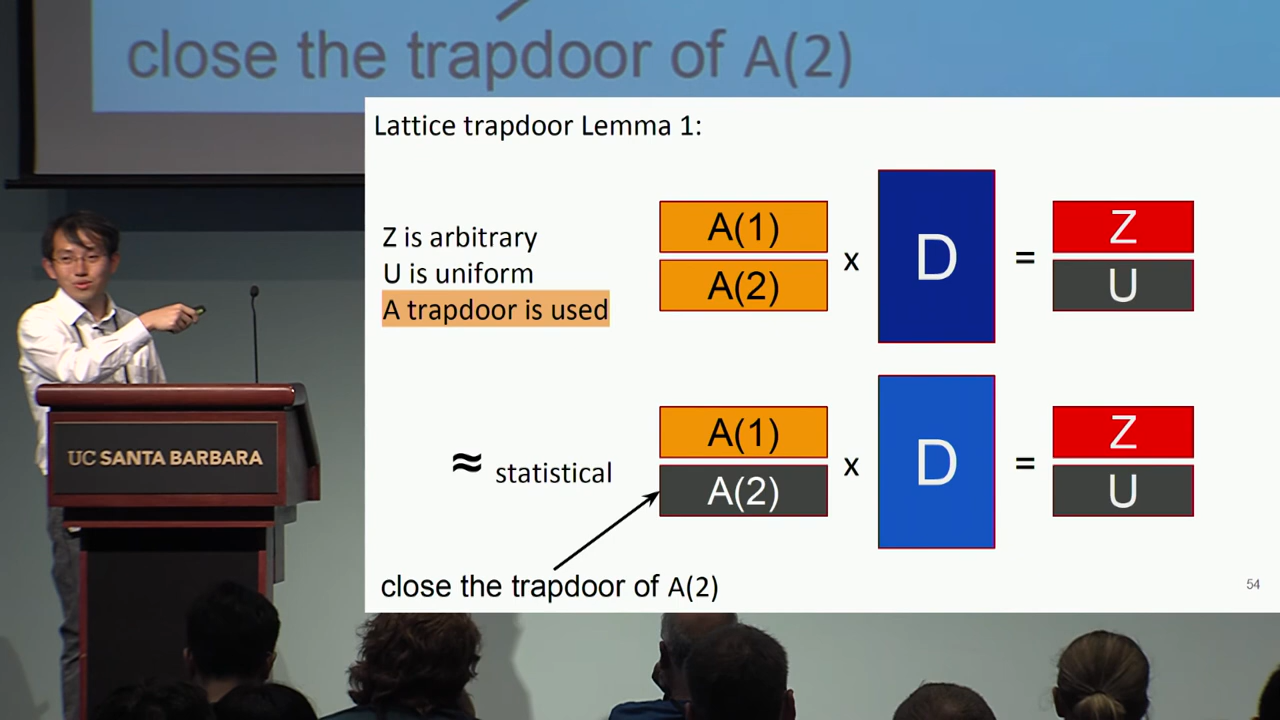 close the trapdoor of A(2)
Lattice trapdoor Lemma 1:
Z is arbitrary
U is uniform
A trapdoor is used
A(1)
A(2)
x
D
=
Z
U
≈ statistical
A(1)
A(2)
x
D
=
Z
U
close the trapdoor of A(2)
54
UC SANTA BARBARA